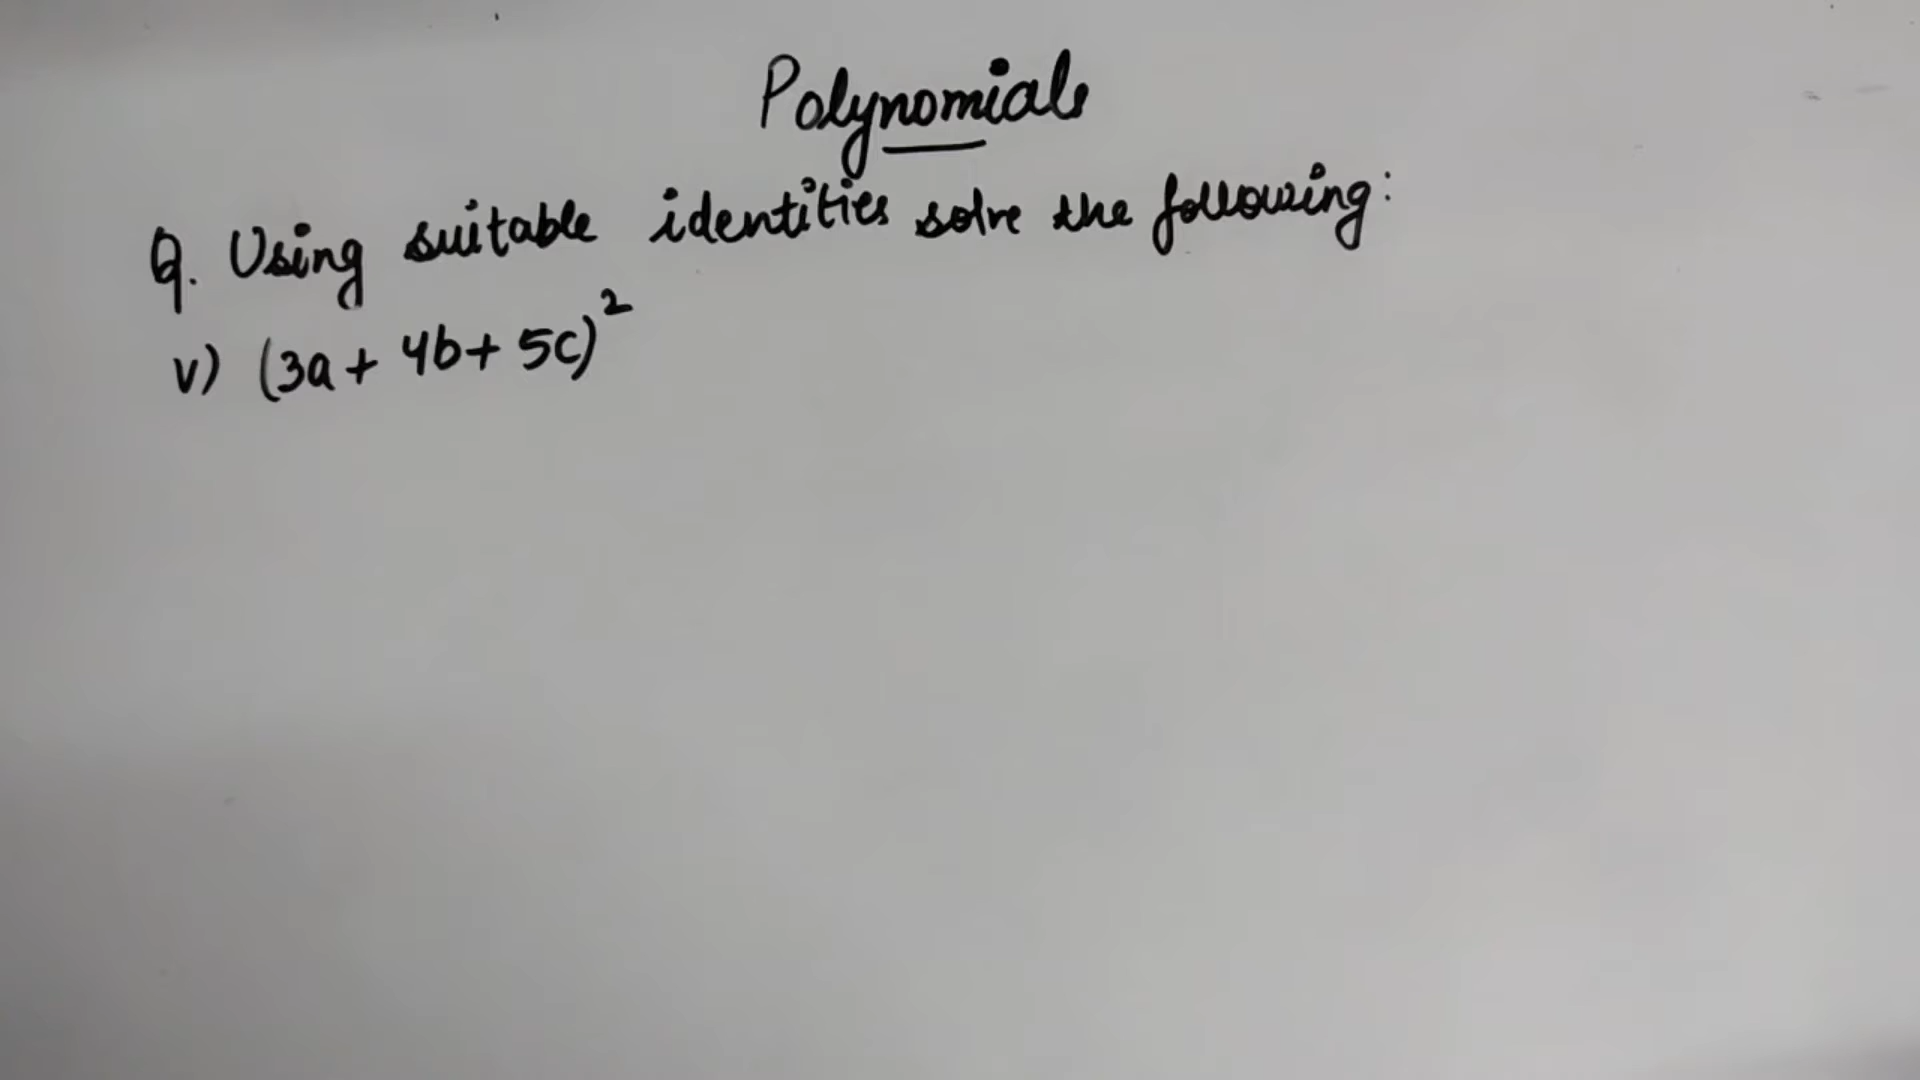 Polynomials
Q. Using suitable identities solve the following:
v) (3a + 4b + 5c)²